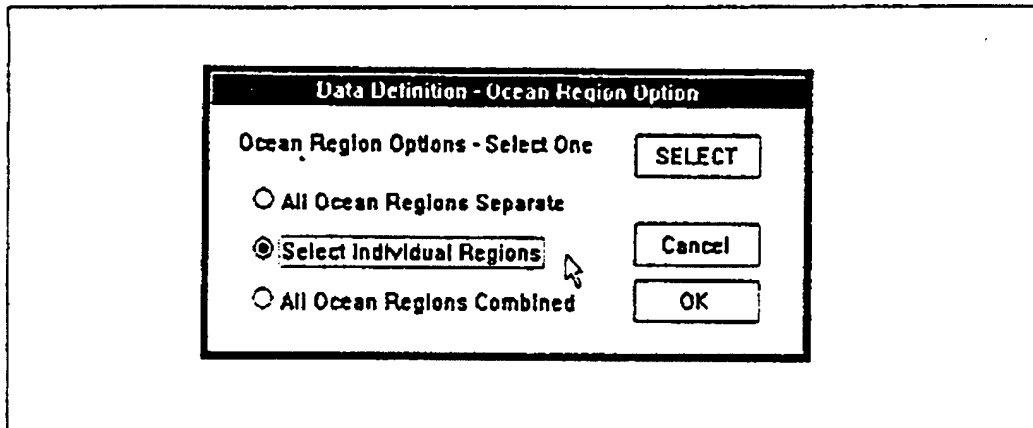 Data Definition - Ocean Region Option
Ocean Region Options - Select One
SELECT
All Ocean Regions Separate
Select Individual Regions
Cancel
All Ocean Regions Combined
OK